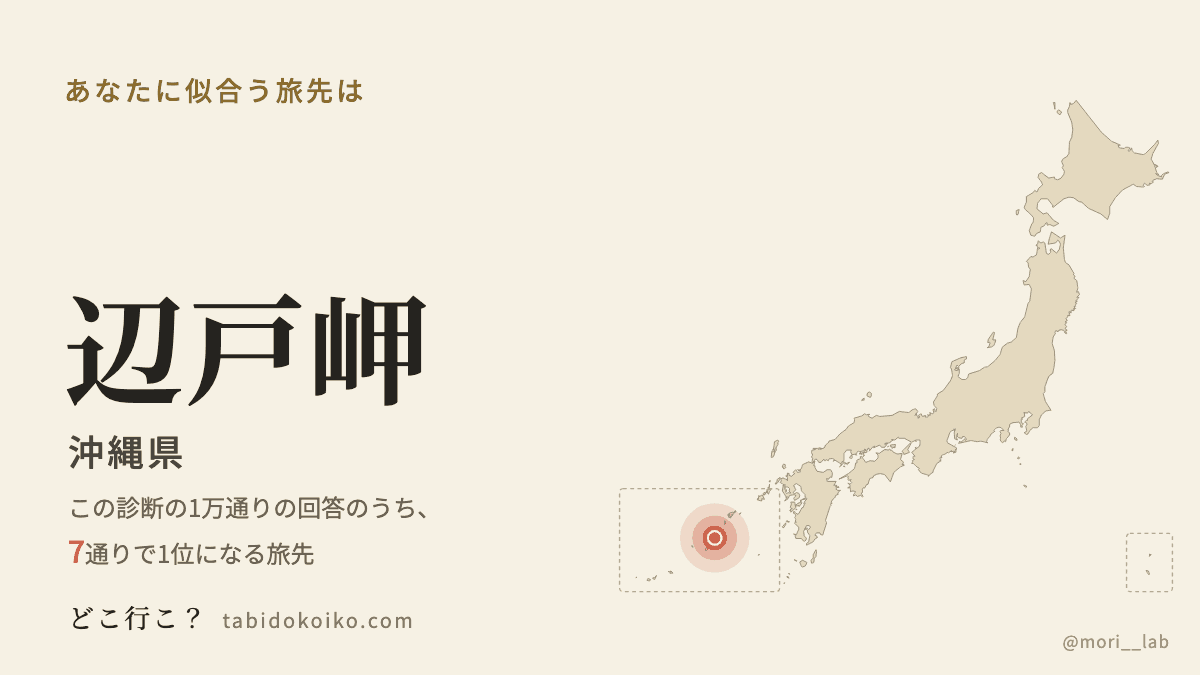 あなたに似合う旅先は
辺戸岬
沖縄県
この診断の1万通りの回答のうち、
7通りで1位になる旅先
どこ行こ？ tabidokoiko.com
@mori__lab